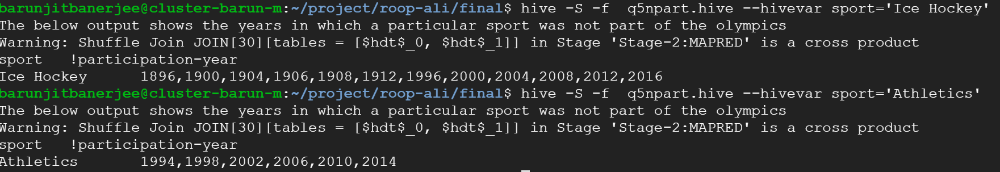 barunjitbanerjee@cluster-barun-m:~/project/roop-ali/final$ hive -S -f  q5npart.hive --hivevar sport='Ice Hockey'
The below output shows the years in which a particular sport was not part of the olympics
Warning: Shuffle Join JOIN[30][tables = [$hdt$_0, $hdt$_1]] in Stage 'Stage-2:MAPRED' is a cross product
sport   !participation-year
Ice Hockey      1896,1900,1904,1906,1908,1912,1996,2000,2004,2008,2012,2016
barunjitbanerjee@cluster-barun-m:~/project/roop-ali/final$ hive -S -f  q5npart.hive --hivevar sport='Athletics'
The below output shows the years in which a particular sport was not part of the olympics
Warning: Shuffle Join JOIN[30][tables = [$hdt$_0, $hdt$_1]] in Stage 'Stage-2:MAPRED' is a cross product
sport   !participation-year
Athletics       1994,1998,2002,2006,2010,2014